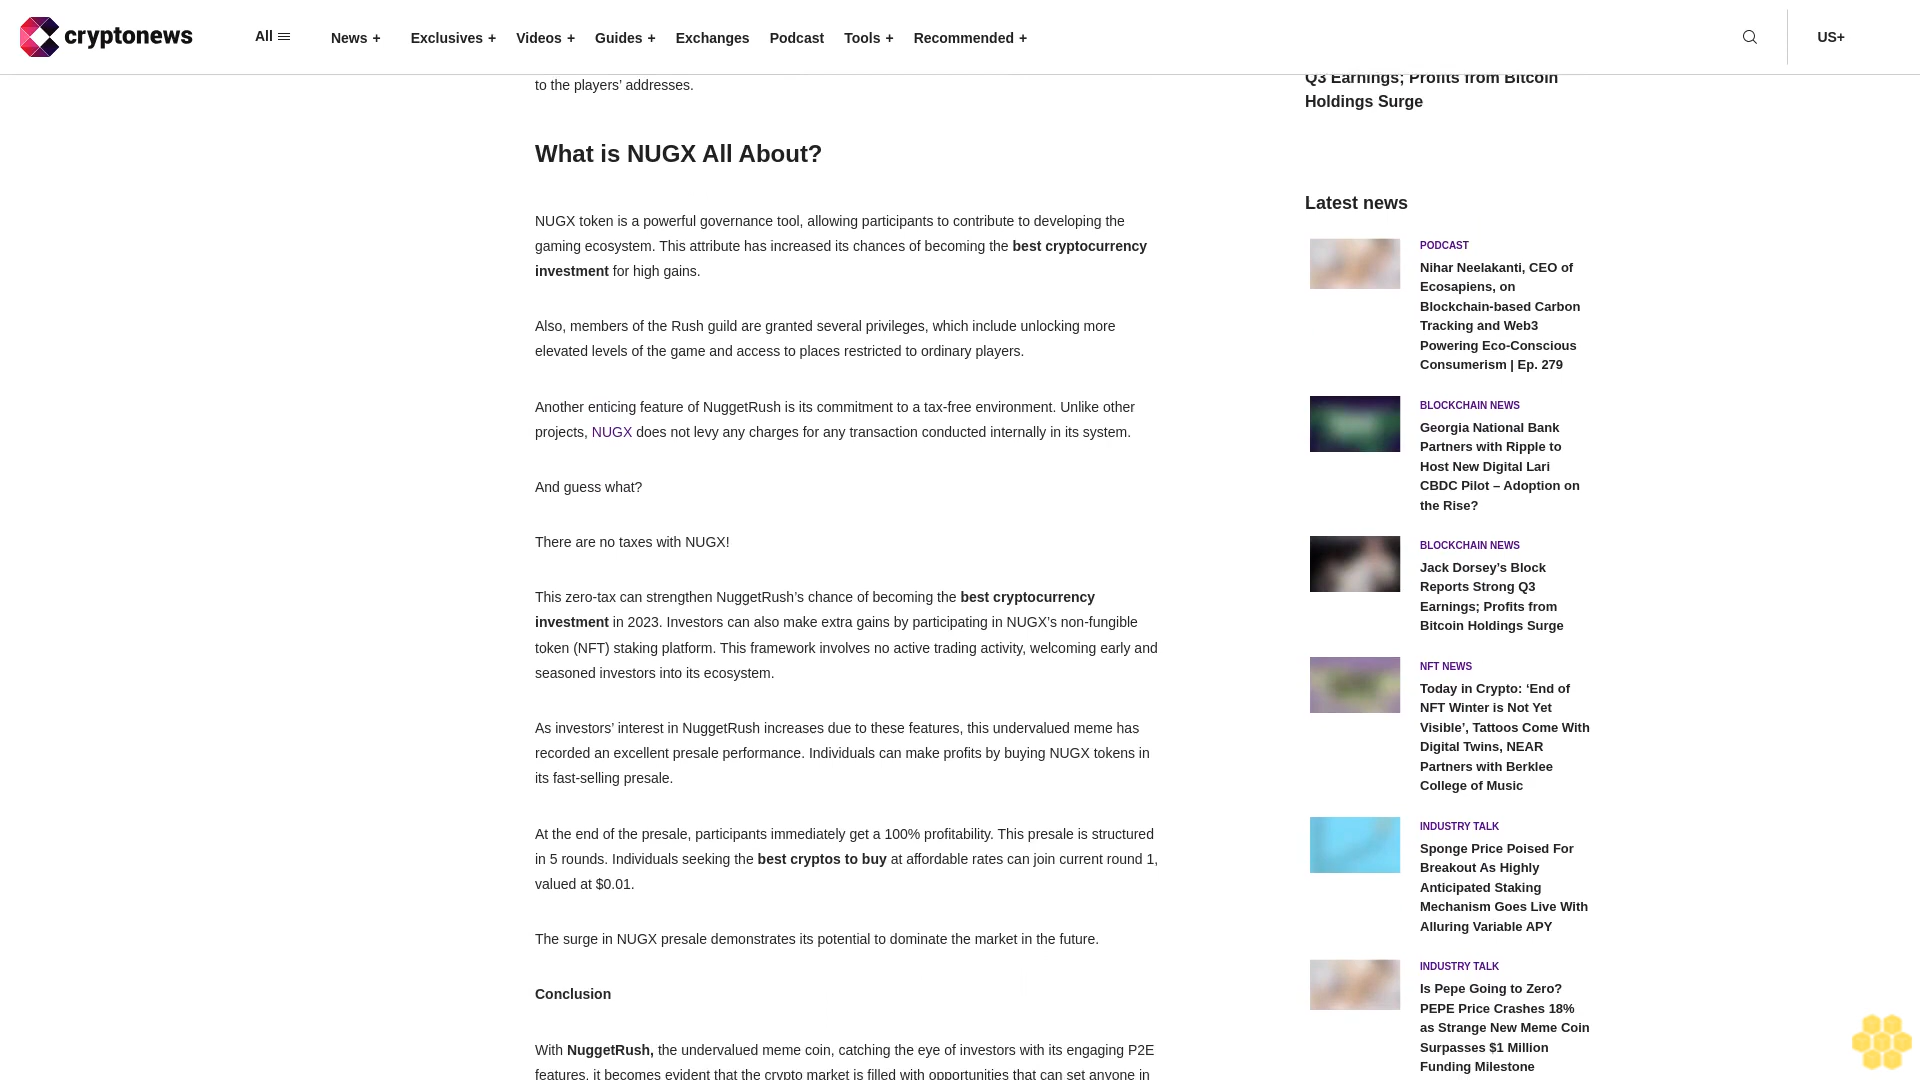 cryptonews
All
News +
Exclusives +
Videos +
Guides +
Exchanges
Podcast
Tools +
Recommended +
US+
to the players’ addresses.
What is NUGX All About?
NUGX token is a powerful governance tool, allowing participants to contribute to developing the
gaming ecosystem. This attribute has increased its chances of becoming the best cryptocurrency
investment for high gains.
Also, members of the Rush guild are granted several privileges, which include unlocking more
elevated levels of the game and access to places restricted to ordinary players.
Another enticing feature of NuggetRush is its commitment to a tax-free environment. Unlike other
projects, NUGX does not levy any charges for any transaction conducted internally in its system.
And guess what?
There are no taxes with NUGX!
This zero-tax can strengthen NuggetRush’s chance of becoming the best cryptocurrency
investment in 2023. Investors can also make extra gains by participating in NUGX’s non-fungible
token (NFT) staking platform. This framework involves no active trading activity, welcoming early and
seasoned investors into its ecosystem.
As investors’ interest in NuggetRush increases due to these features, this undervalued meme has
recorded an excellent presale performance. Individuals can make profits by buying NUGX tokens in
its fast-selling presale.
At the end of the presale, participants immediately get a 100% profitability. This presale is structured
in 5 rounds. Individuals seeking the best cryptos to buy at affordable rates can join current round 1,
valued at $0.01.
The surge in NUGX presale demonstrates its potential to dominate the market in the future.
Conclusion
With NuggetRush, the undervalued meme coin, catching the eye of investors with its engaging P2E
features, it becomes evident that the crypto market is filled with opportunities that can set anyone in
Q3 Earnings; Profits from Bitcoin
Holdings Surge
Latest news
PODCAST
Nihar Neelakanti, CEO of
Ecosapiens, on
Blockchain-based Carbon
Tracking and Web3
Powering Eco-Conscious
Consumerism | Ep. 279
BLOCKCHAIN NEWS
Georgia National Bank
Partners with Ripple to
Host New Digital Lari
CBDC Pilot – Adoption on
the Rise?
BLOCKCHAIN NEWS
Jack Dorsey’s Block
Reports Strong Q3
Earnings; Profits from
Bitcoin Holdings Surge
NFT NEWS
Today in Crypto: ‘End of
NFT Winter is Not Yet
Visible’, Tattoos Come With
Digital Twins, NEAR
Partners with Berklee
College of Music
INDUSTRY TALK
Sponge Price Poised For
Breakout As Highly
Anticipated Staking
Mechanism Goes Live With
Alluring Variable APY
INDUSTRY TALK
Is Pepe Going to Zero?
PEPE Price Crashes 18%
as Strange New Meme Coin
Surpasses $1 Million
Funding Milestone